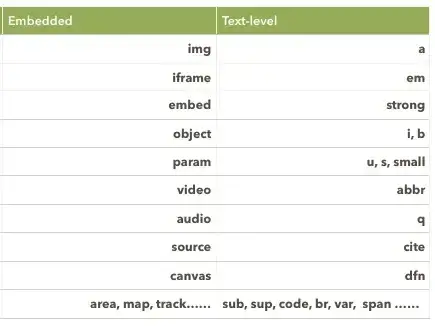 Embedded Text-level
img a
iframe em
embed strong
object i, b
param u, s, small
video abbr
audio q
source cite
canvas dfn
area, map, track…… sub, sup, code, br, var, span ……